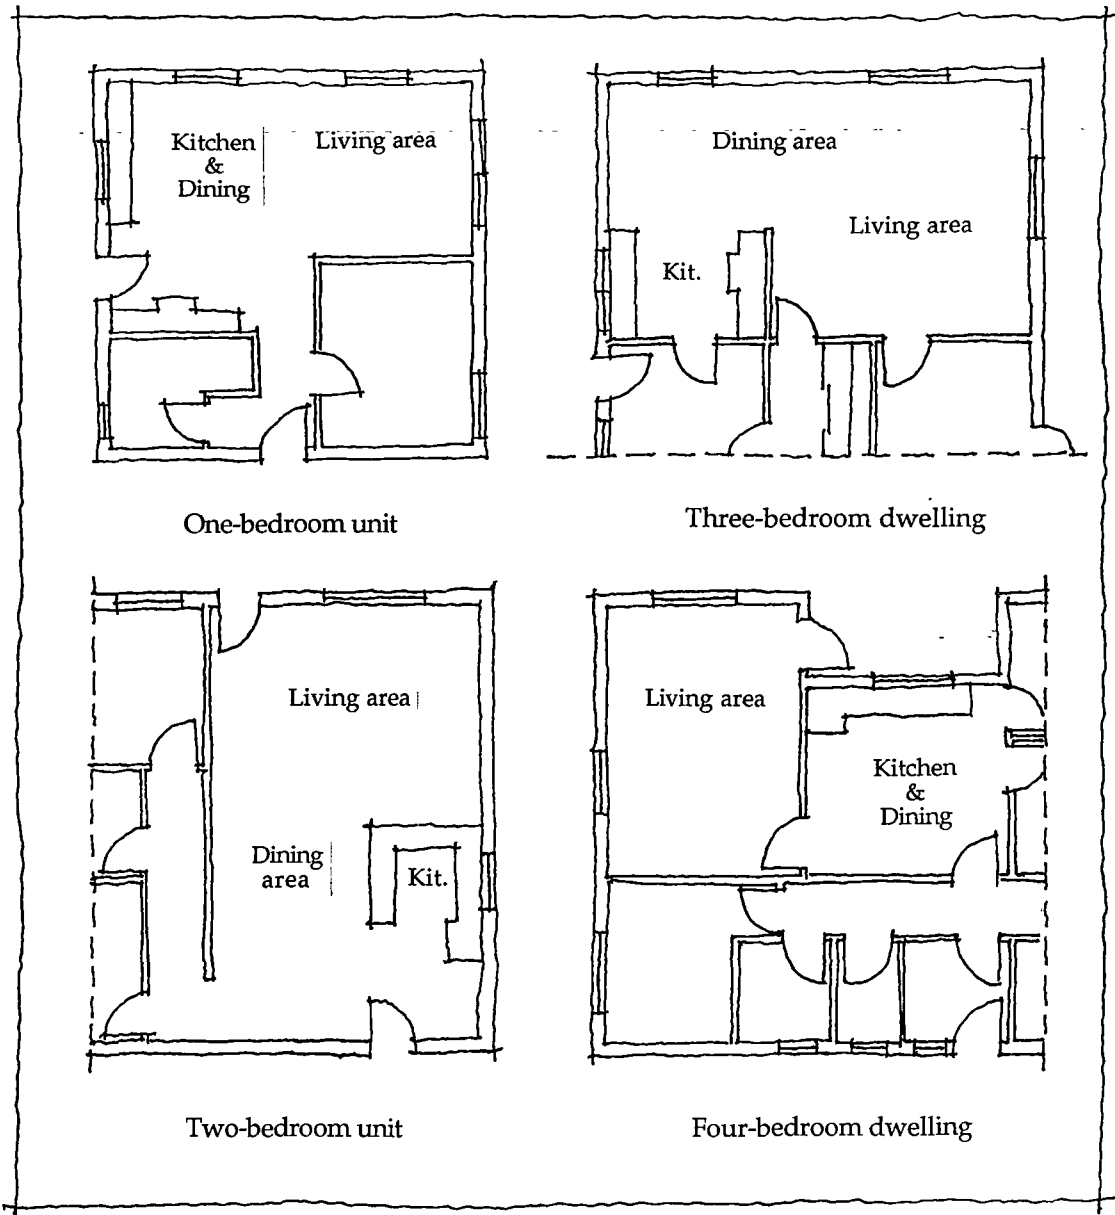 Kitchen
&
Dining
Living area
One-bedroom unit
Dining area
Living area
Kit.
Three-bedroom dwelling
Living area
Dining
area
Kit.
Two-bedroom unit
Living area
Kitchen
&
Dining
Four-bedroom dwelling